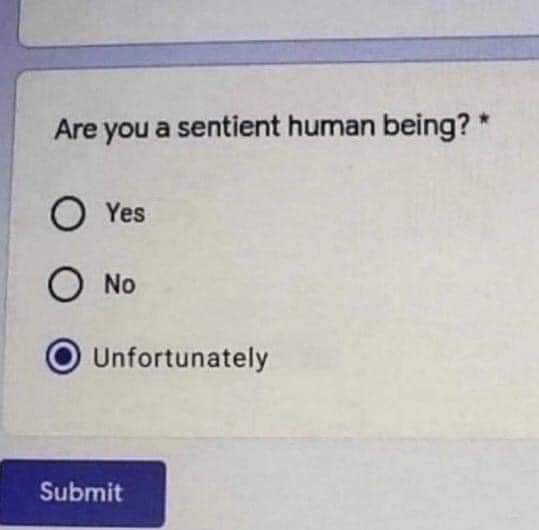 Are you a sentient human being? *
Yes
No
Unfortunately
Submit